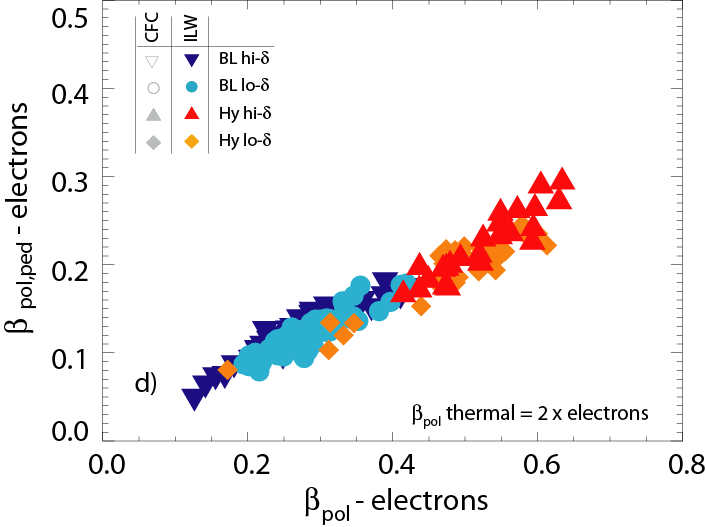 CFC ILW
BL hi-δ
BL lo-δ
Hy hi-δ
Hy lo-δ
0.5
0.4
0.3
0.2
0.1
0.0
β pol,ped - electrons
d)
βpol thermal = 2 x electrons
0.0 0.2 0.4 0.6 0.8
βpol - electrons